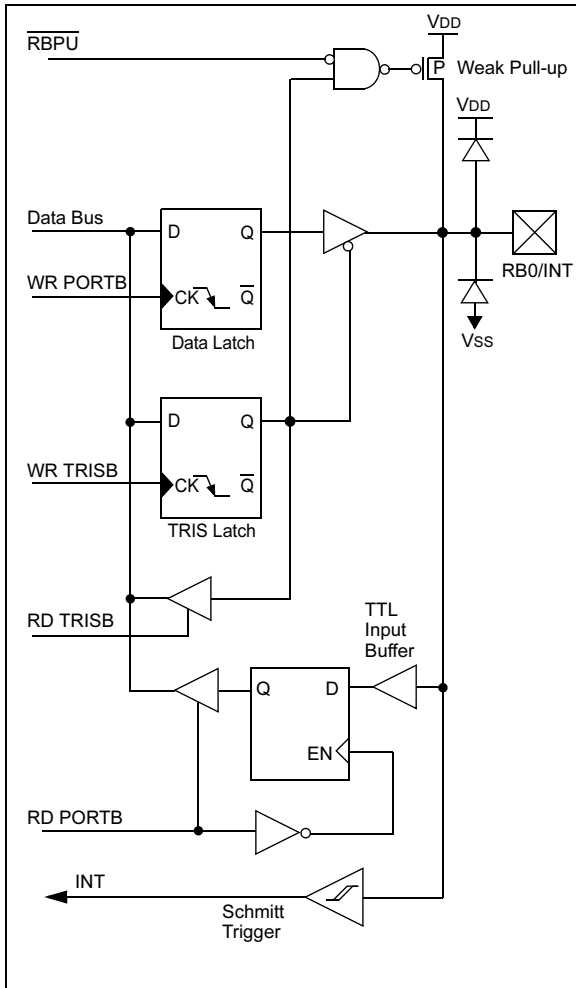 VDD
R̅B̅P̅U̅
P
Weak Pull-up
VDD
Data Bus
D
Q
RB0/INT
WR PORTB
CK
Q̅
VSS
Data Latch
D
Q
WR TRISB
CK
Q̅
TRIS Latch
RD TRISB
TTL
Input
Buffer
Q
D
EN
RD PORTB
INT
Schmitt
Trigger